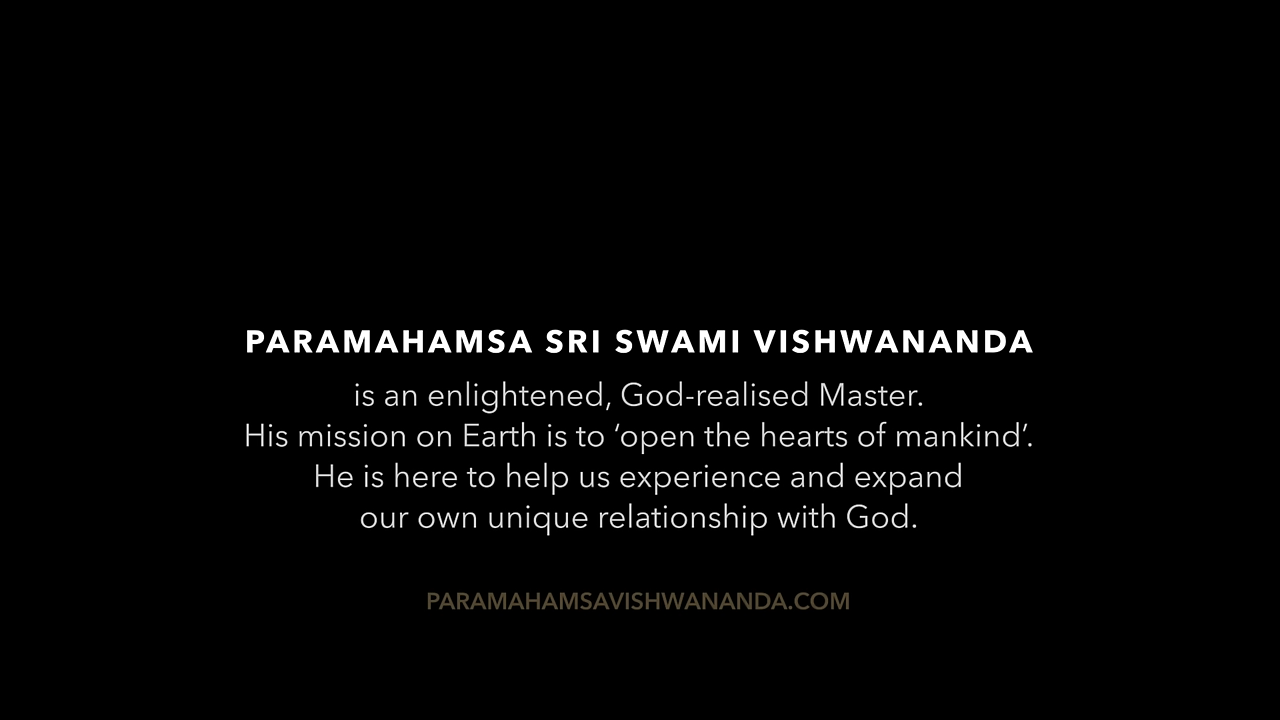 PARAMAHAMSA SRI SWAMI VISHWANANDA
is an enlightened, God-realised Master.
His mission on Earth is to ‘open the hearts of mankind’.
He is here to help us experience and expand
our own unique relationship with God.
PARAMAHAMSAVISHWANANDA.COM